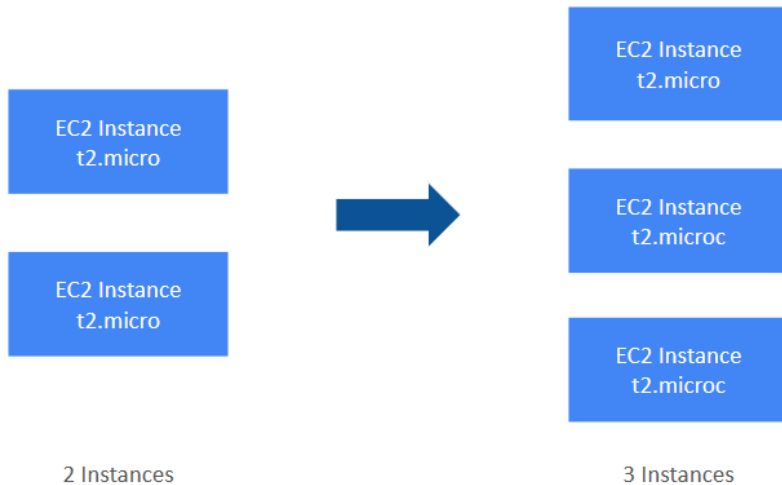 EC2 Instance
t2.micro
EC2 Instance
t2.micro
2 Instances
EC2 Instance
t2.micro
EC2 Instance
t2.microc
EC2 Instance
t2.microc
3 Instances